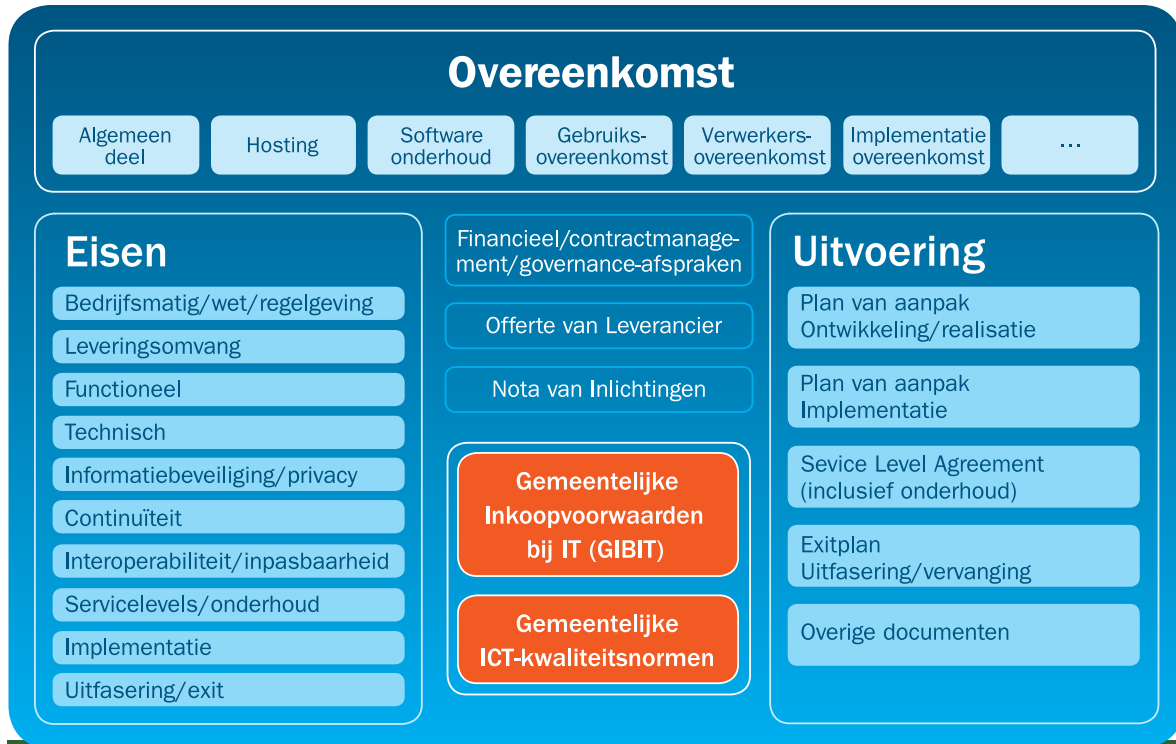 Overeenkomst
Algemeen
deel
Hosting
Software
onderhoud
Gebruiks-
overeenkomst
Verwerkers-
overeenkomst
Implementatie
overeenkomst
...
Eisen
Bedrijfsmatig/wet/regelgeving
Leveringsomvang
Functioneel
Technisch
Informatiebeveiliging/privacy
Continuïteit
Interoperabiliteit/inpasbaarheid
Servicelevels/onderhoud
Implementatie
Uitfasering/exit
Financieel/contractmanage-
ment/governance-afspraken
Offerte van Leverancier
Nota van Inlichtingen
Gemeentelijke
Inkoopvoorwaarden
bij IT (GIBIT)
Gemeentelijke
ICT-kwaliteitsnormen
Uitvoering
Plan van aanpak
Ontwikkeling/realisatie
Plan van aanpak
Implementatie
Sevice Level Agreement
(inclusief onderhoud)
Exitplan
Uitfasering/vervanging
Overige documenten